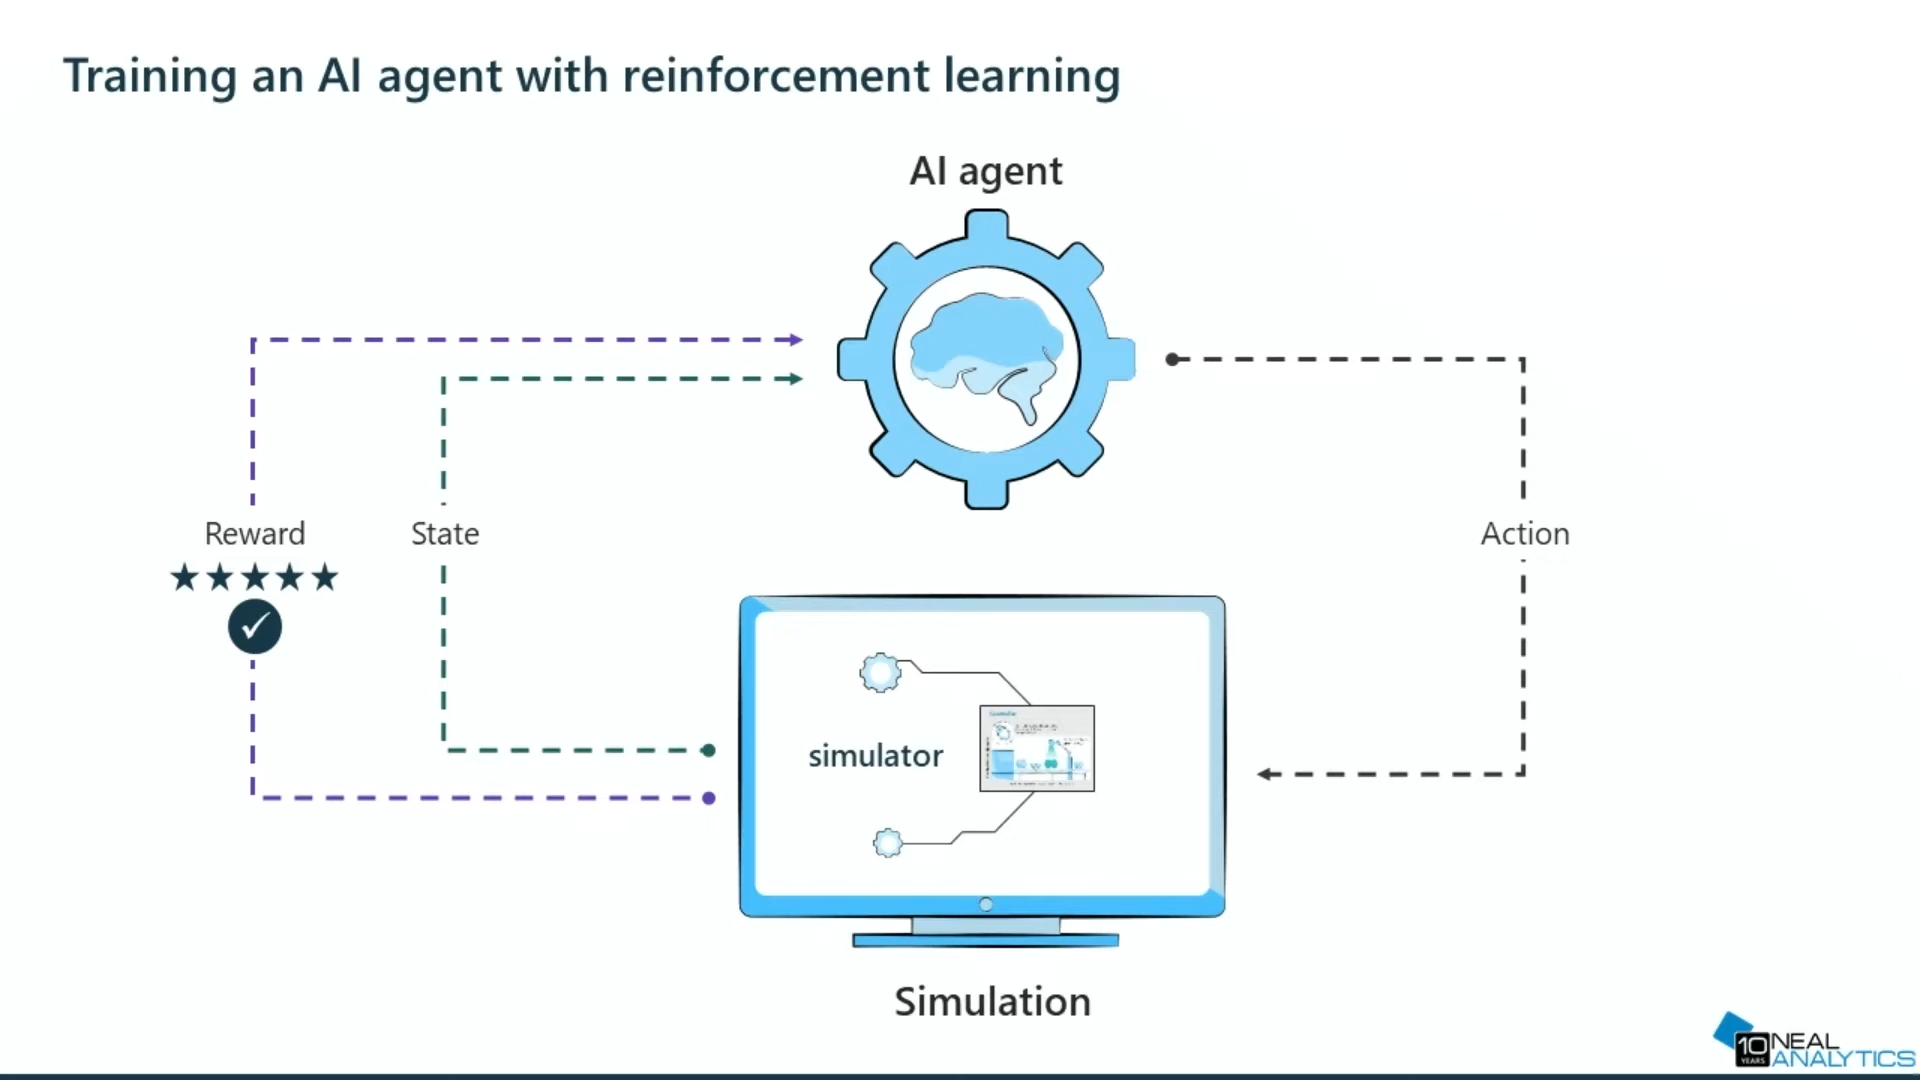 Training an AI agent with reinforcement learning
AI agent
Reward
State
Action
simulator
Simulation
10
YEARS
NEAL
ANALYTICS